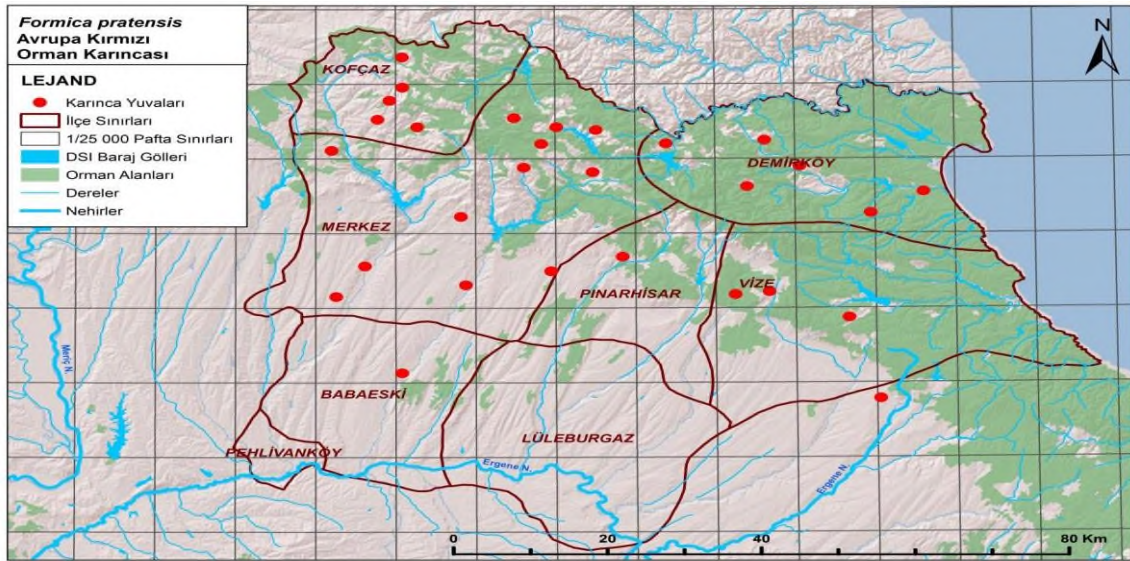 Formica pratensis
Avrupa Kırmızı
Orman Karıncası
LEJAND
Karınca Yuvaları
İlçe Sınırları
1/25 000 Pafta Sınırları
DSI Baraj Gölleri
Orman Alanları
Dereler
Nehirler
N
KOFÇAZ
DEMİRKÖY
MERKEZ
PINARHİSAR
VİZE
Meriç N.
BABAESKİ
LÜLEBURGAZ
PEHLİVANKÖY
Ergene N.
Ergene N.
0 20 40 80 Km